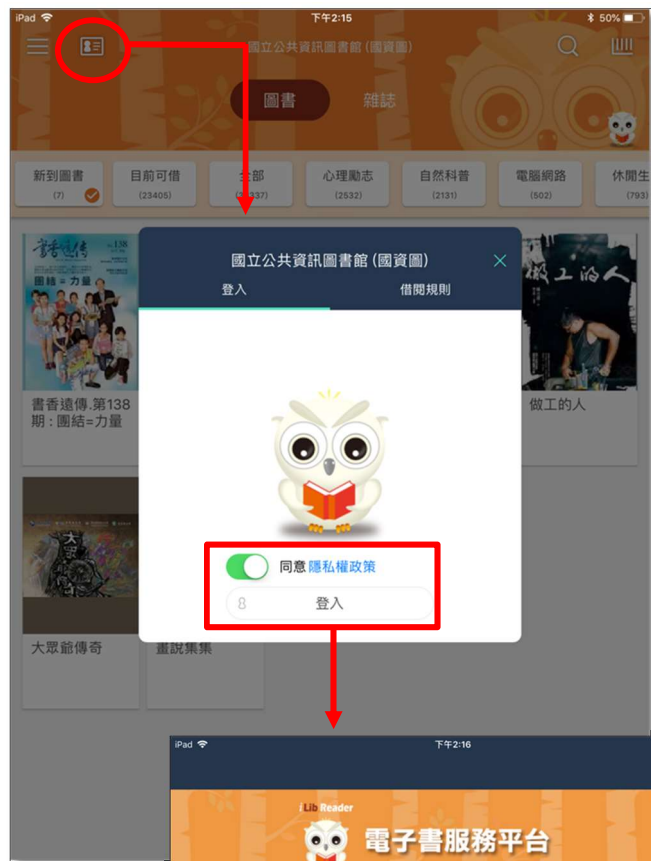 iPad 下午2:15 50%
國立公共資訊圖書館 (國資圖)
圖書 雜誌
新到圖書 目前可借 全部 心理勵志 自然科普 電腦網路 休閒生
(7) (23405) (2532) (2131) (502) (793)
國立公共資訊圖書館 (國資圖)
登入 借閱規則
書香遠傳
138
團結=力量
做工的人
書香遠傳.第138
期 : 團結=力量
做工的人
同意隱私權政策
登入
大眾爺傳奇 畫說集集
iPad 下午2:16
iLib Reader
電子書服務平台